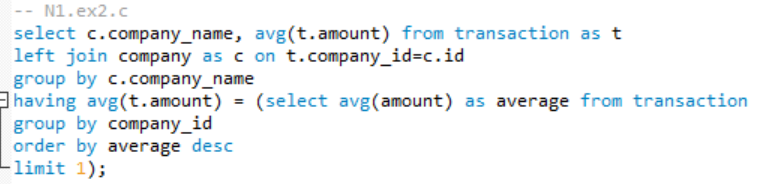 -- N1.ex2.c
select c.company_name, avg(t.amount) from transaction as t
left join company as c on t.company_id=c.id
group by c.company_name
having avg(t.amount) = (select avg(amount) as average from transaction
group by company_id
order by average desc
limit 1);